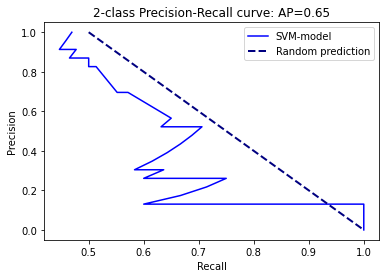 2-class Precision-Recall curve: AP=0.65
SVM-model
Random prediction
Precision
1.0
0.8
0.6
0.4
0.2
0.0
0.5 0.6 0.7 0.8 0.9 1.0
Recall